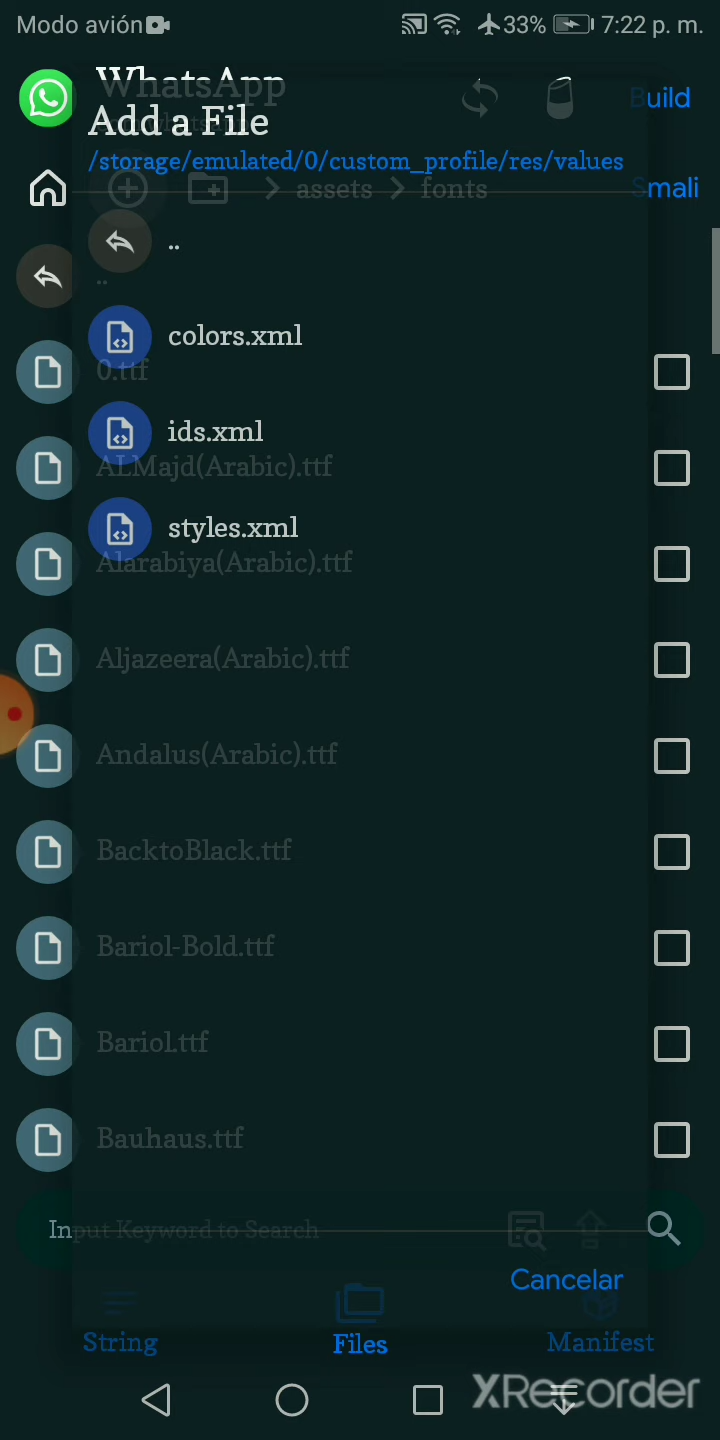 Modo avión 33% 7:22 p. m.
WhatsApp
Build
Add a File
/storage/emulated/0/custom_profile/res/values
assets fonts
Smali
..
..
colors.xml
0.ttf
ids.xml
ALMajd(Arabic).ttf
styles.xml
Alarabiya(Arabic).ttf
Aljazeera(Arabic).ttf
Andalus(Arabic).ttf
BacktoBlack.ttf
Bariol-Bold.ttf
Bariol.ttf
Bauhaus.ttf
Input Keyword to Search
Cancelar
String Files Manifest
XRecorder